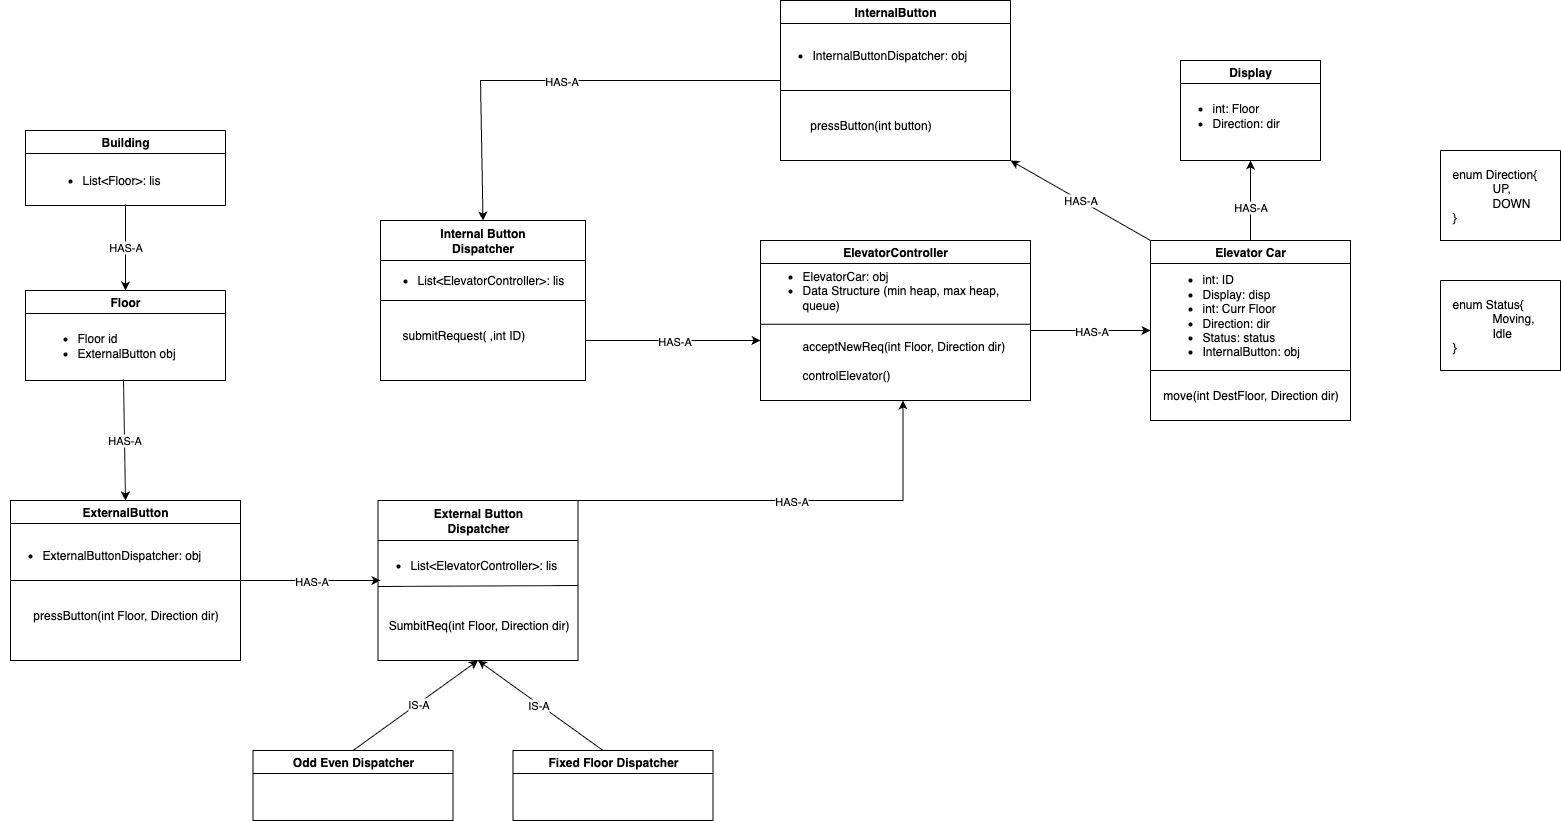 InternalButton
InternalButtonDispatcher: obj
pressButton(int button)
HAS-A
Display
int: Floor
Direction: dir
Building
List<Floor>: lis
HAS-A
Floor
Floor id
ExternalButton obj
HAS-A
ExternalButton
ExternalButtonDispatcher: obj
pressButton(int Floor, Direction dir)
HAS-A
Internal Button
Dispatcher
List<ElevatorController>: lis
submitRequest( ,int ID)
HAS-A
ElevatorController
ElevatorCar: obj
Data Structure (min heap, max heap,
queue)
acceptNewReq(int Floor, Direction dir)
controlElevator()
HAS-A
HAS-A
HAS-A
Elevator Car
int: ID
Display: disp
int: Curr Floor
Direction: dir
Status: status
InternalButton: obj
move(int DestFloor, Direction dir)
enum Direction{
UP,
DOWN
}
enum Status{
Moving,
Idle
}
External Button
Dispatcher
List<ElevatorController>: lis
SumbitReq(int Floor, Direction dir)
HAS-A
IS-A
IS-A
Odd Even Dispatcher
Fixed Floor Dispatcher